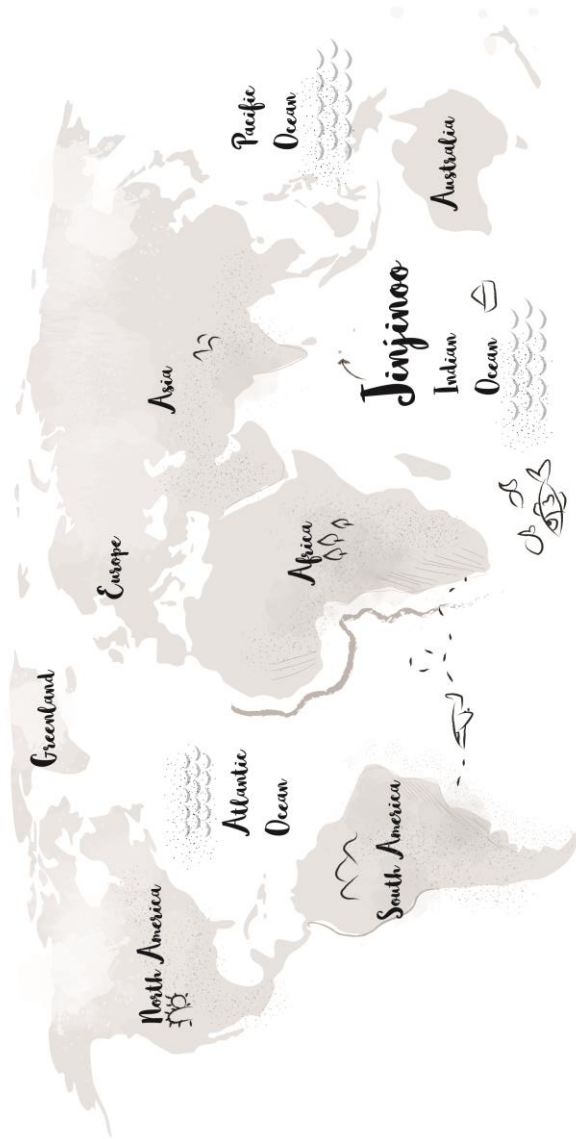 Greenland
North America
Europe
Asia
Atlantic
Ocean
Pacific
Ocean
Africa
South America
Jinjinoo
Indian
Ocean
Australia